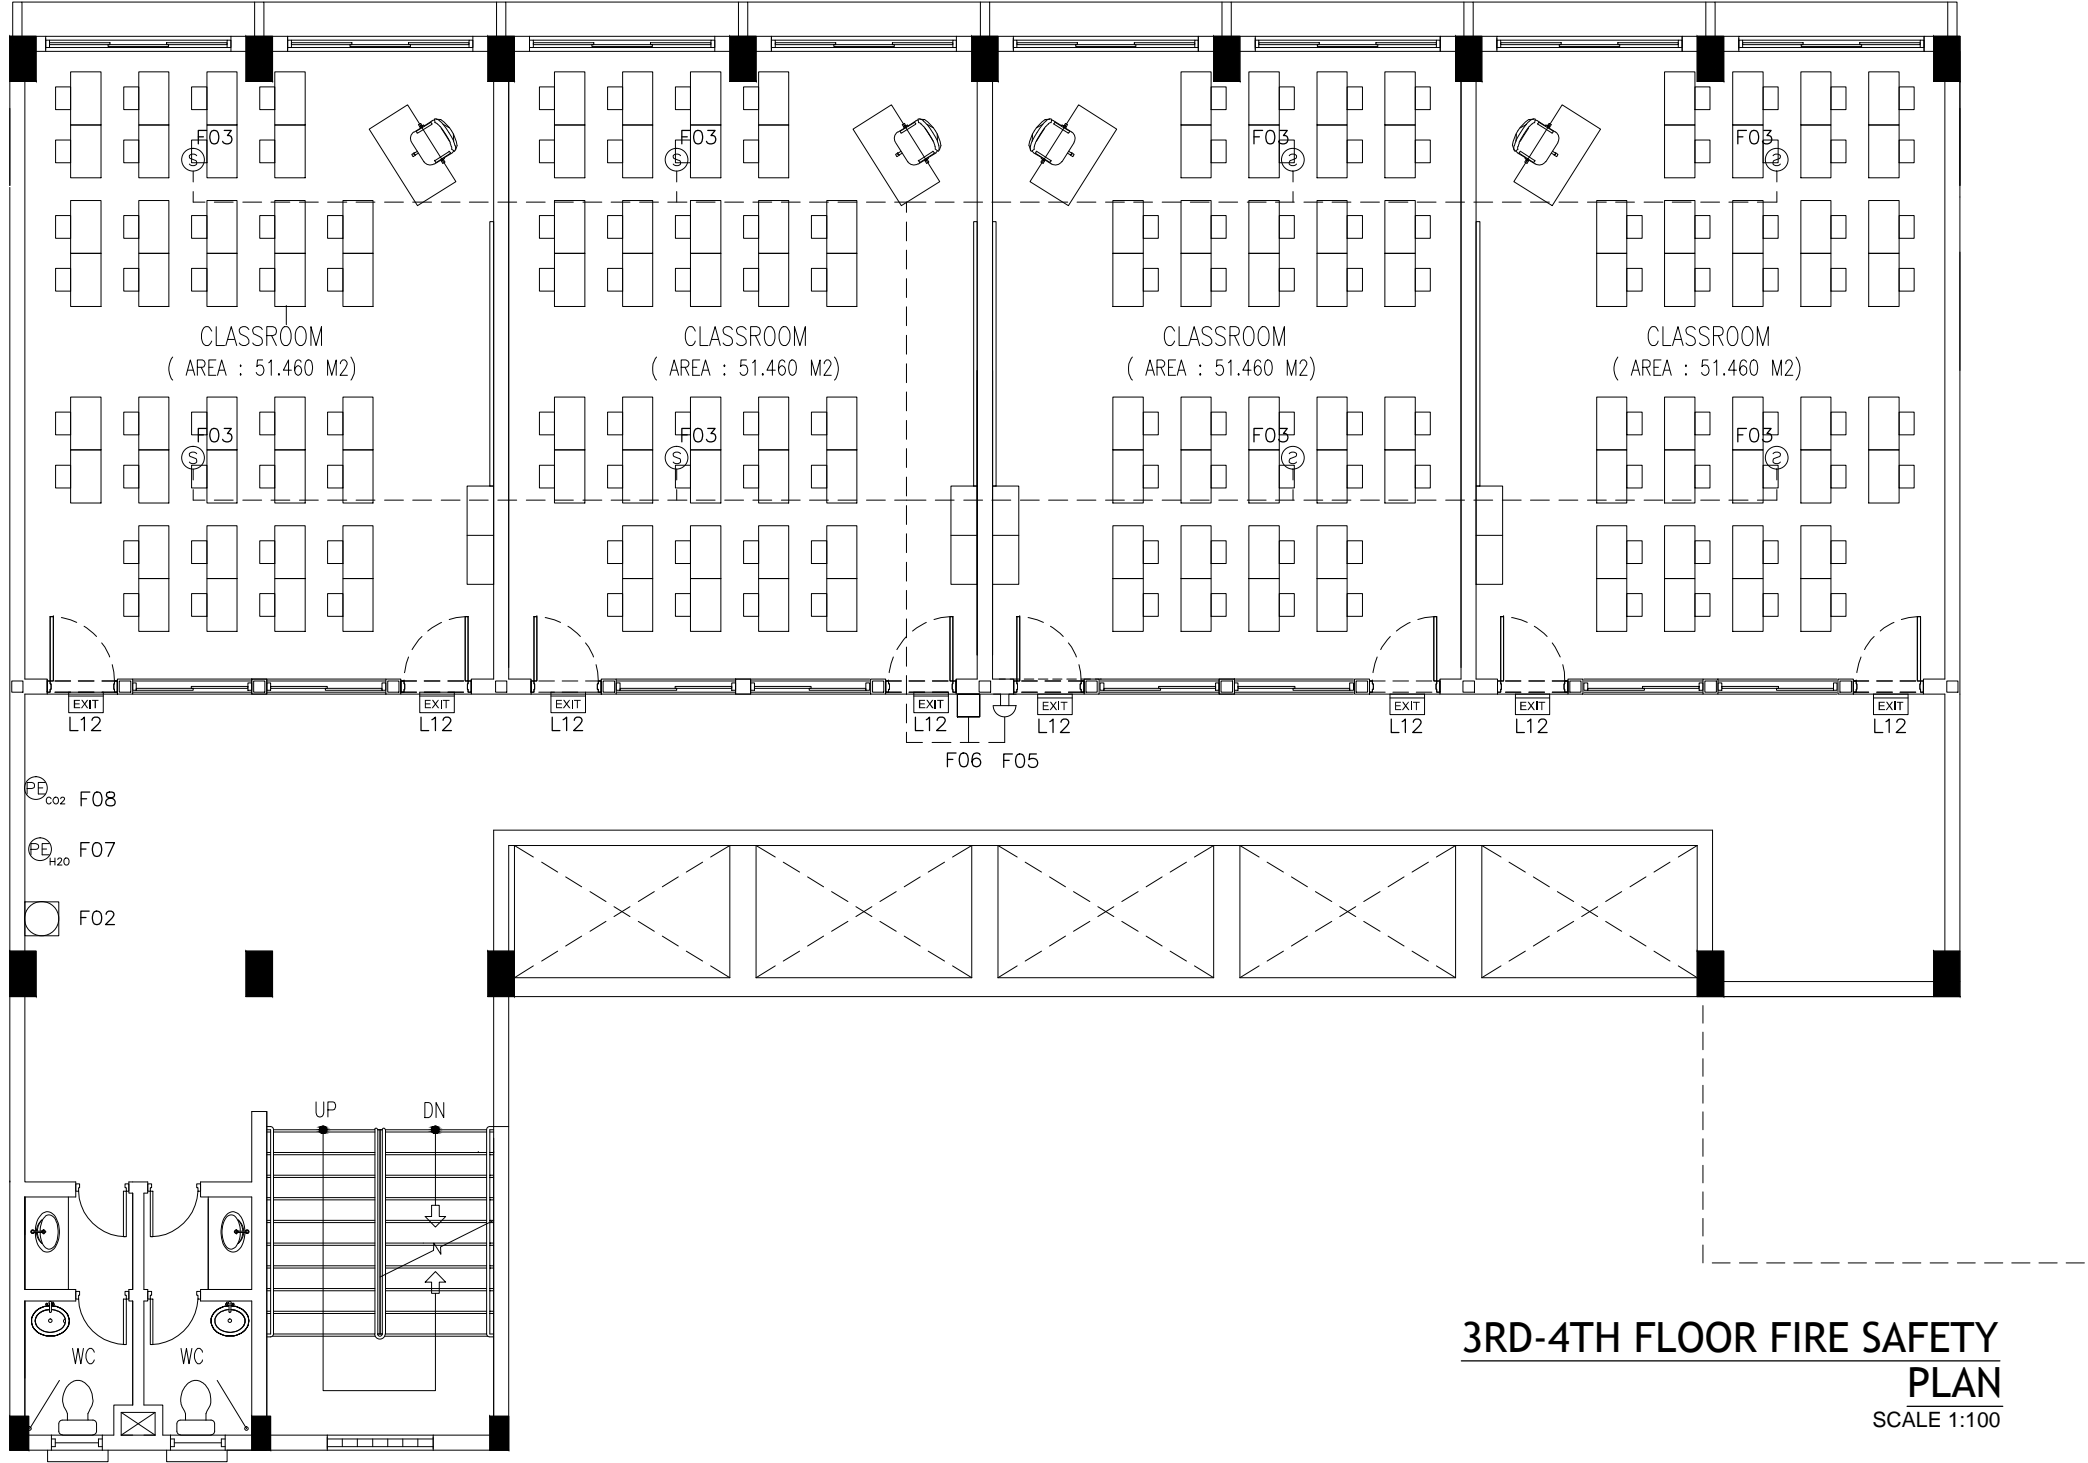 F03 F03 F03 F03
S S S S
CLASSROOM CLASSROOM CLASSROOM CLASSROOM
( AREA : 51.460 M2) ( AREA : 51.460 M2) ( AREA : 51.460 M2) ( AREA : 51.460 M2)
F03 F03 F03 F03
S S S S
EXIT EXIT EXIT EXIT EXIT EXIT EXIT EXIT
L12 L12 L12 L12 L12 L12 L12 L12
F06 F05
PE CO2 F08
PE H2O F07
F02
UP DN
N
WC WC
3RD-4TH FLOOR FIRE SAFETY
PLAN
SCALE 1:100